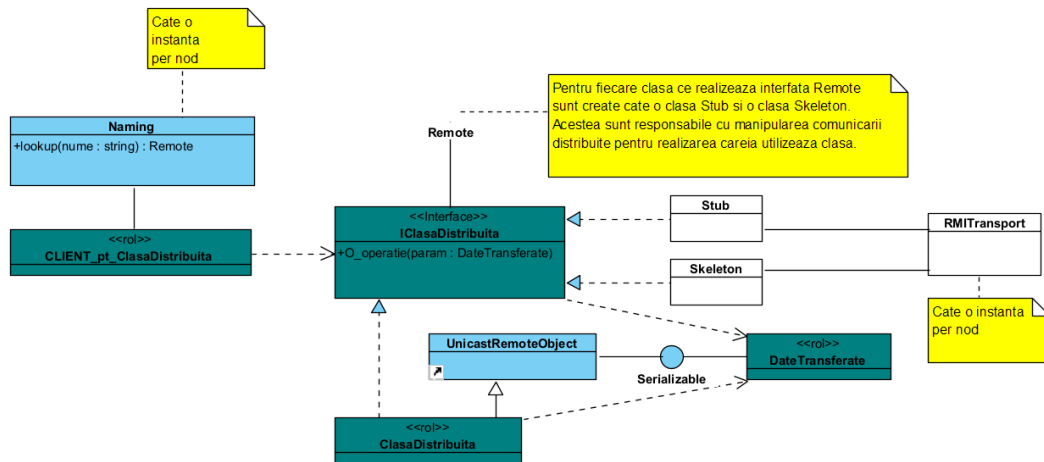 Cate o
instanta
per nod
Pentru fiecare clasa ce realizeaza interfata Remote
sunt create cate o clasa Stub si o clasa Skeleton.
Acestea sunt responsabile cu manipularea comunicarii
distribuite pentru realizarea careia utilizeaza clasa.
Naming
+lookup(nume : string) : Remote
Remote
<<rol>>
CLIENT_pt_ClasaDistribuita
<<Interface>>
IClasaDistribuita
+O_operatie(param : DateTransferate)
Stub
Skeleton
RMITransport
Cate o instanta
per nod
UnicastRemoteObject
Serializable
<<rol>>
DateTransferate
<<rol>>
ClasaDistribuita